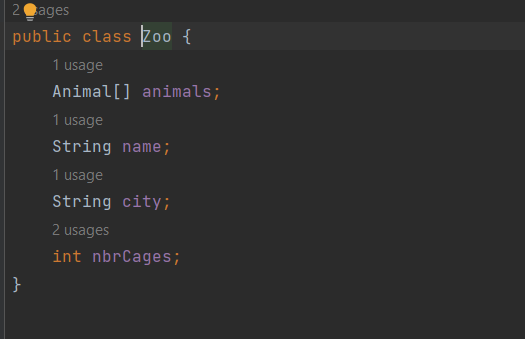 2 usages
public class Zoo {
1 usage
Animal[] animals;
1 usage
String name;
1 usage
String city;
2 usages
int nbrCages;
}